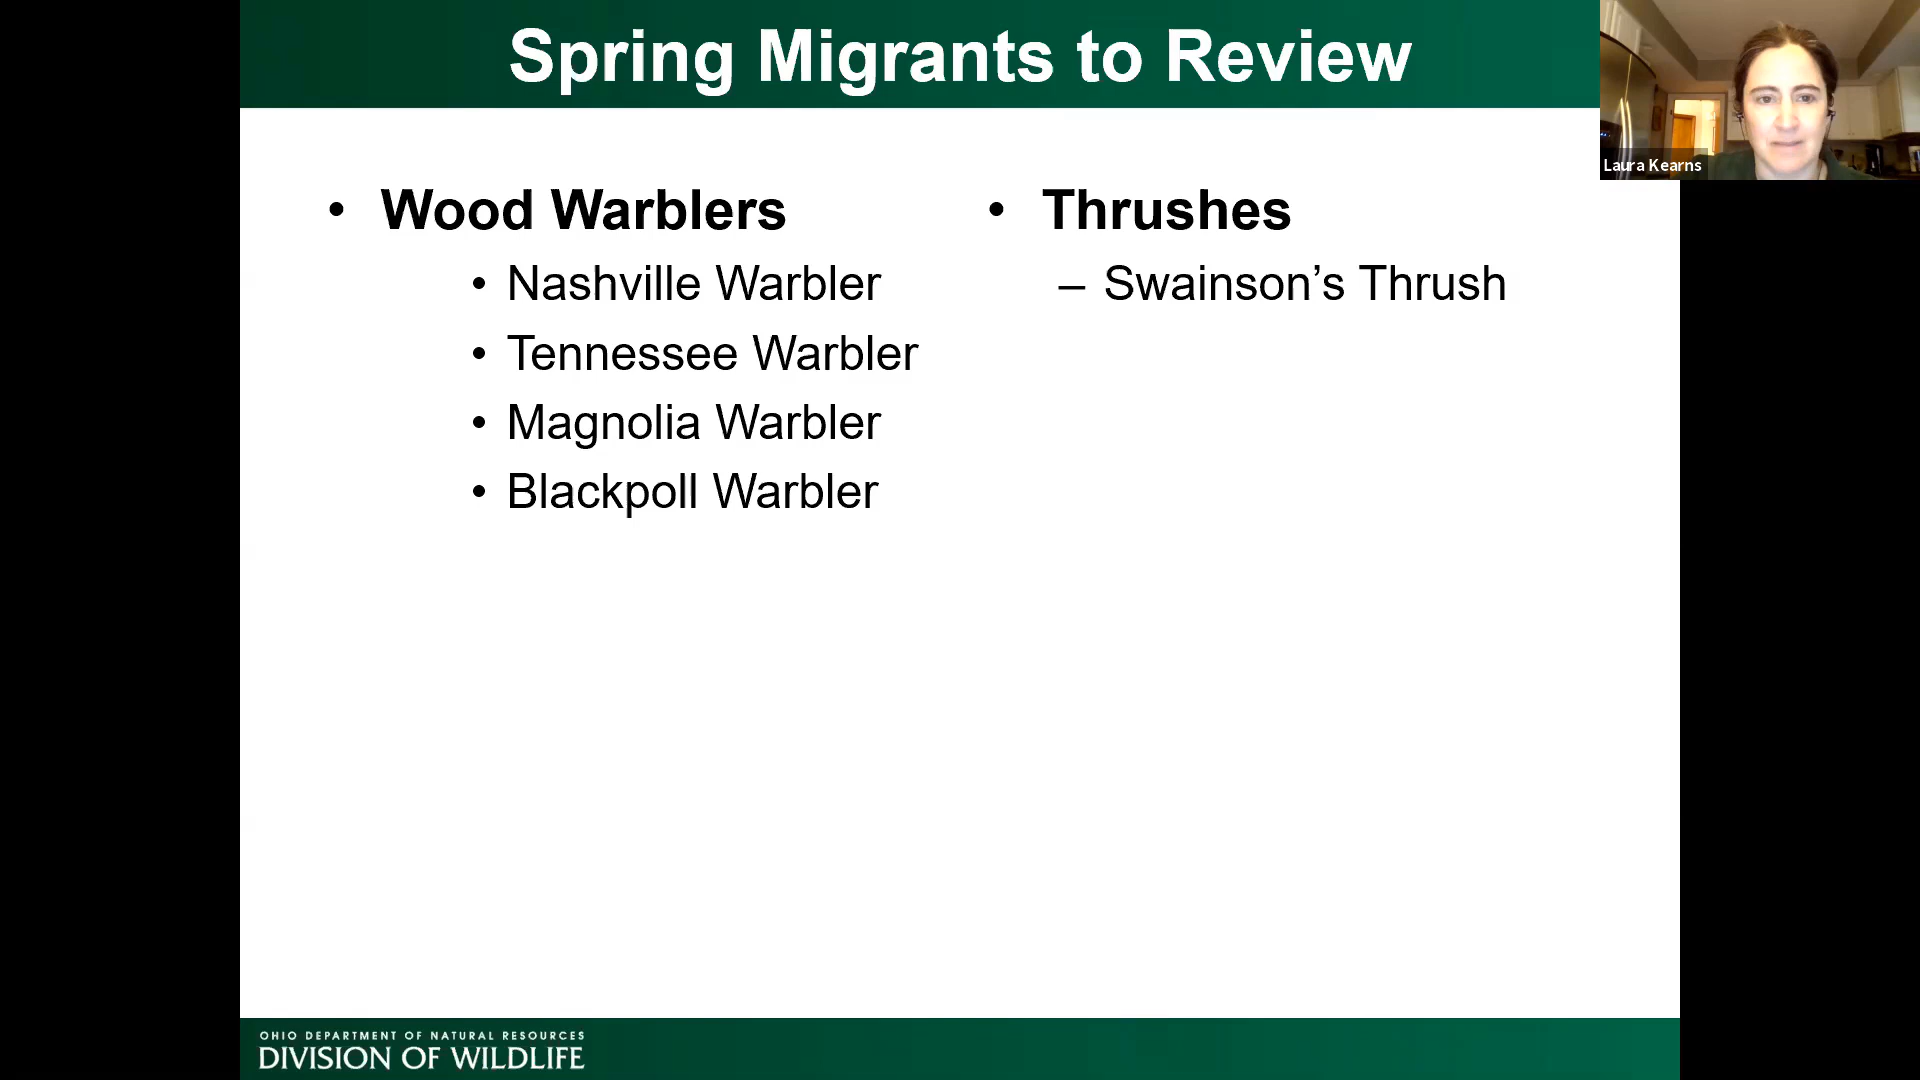 Spring Migrants to Review
Laura Kearns
• Wood Warblers
• Nashville Warbler
• Tennessee Warbler
• Magnolia Warbler
• Blackpoll Warbler
• Thrushes
– Swainson’s Thrush
OHIO DEPARTMENT OF NATURAL RESOURCES
DIVISION OF WILDLIFE